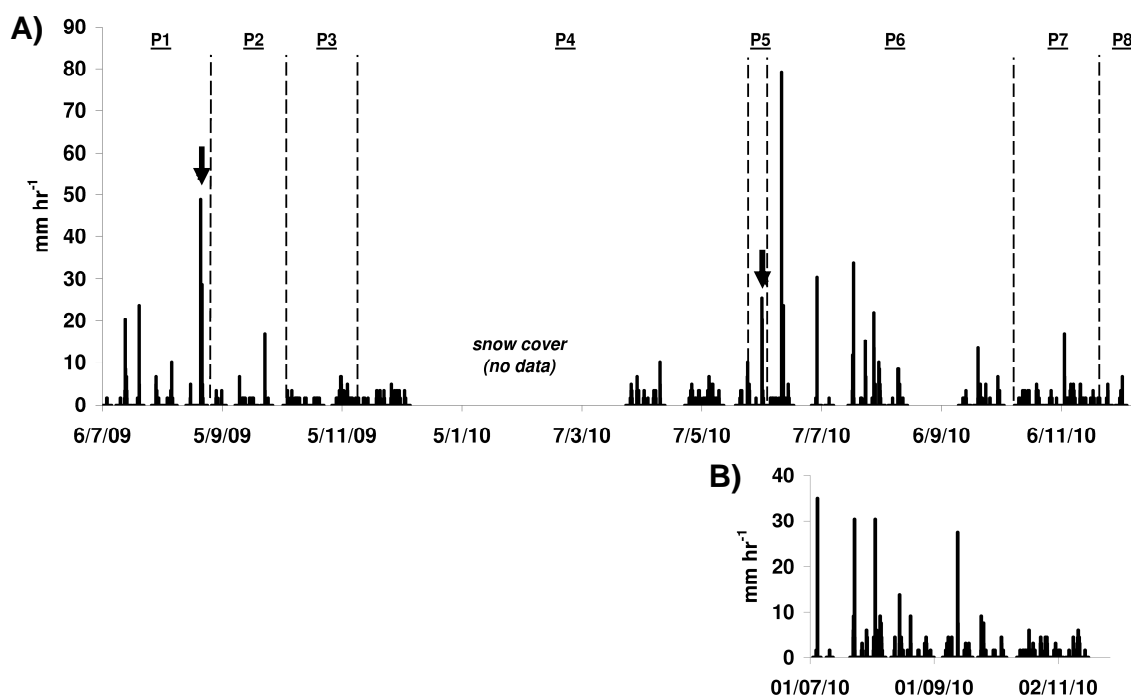 A)
P1 P2 P3 P4 P5 P6 P7 P8
90
80
70
60
50
40
30
20
10
0
mm hr-1
snow cover
(no data)
6/7/09 5/9/09 5/11/09 5/1/10 7/3/10 7/5/10 7/7/10 6/9/10 6/11/10
B)
40
30
20
10
0
mm hr-1
01/07/10 01/09/10 02/11/10